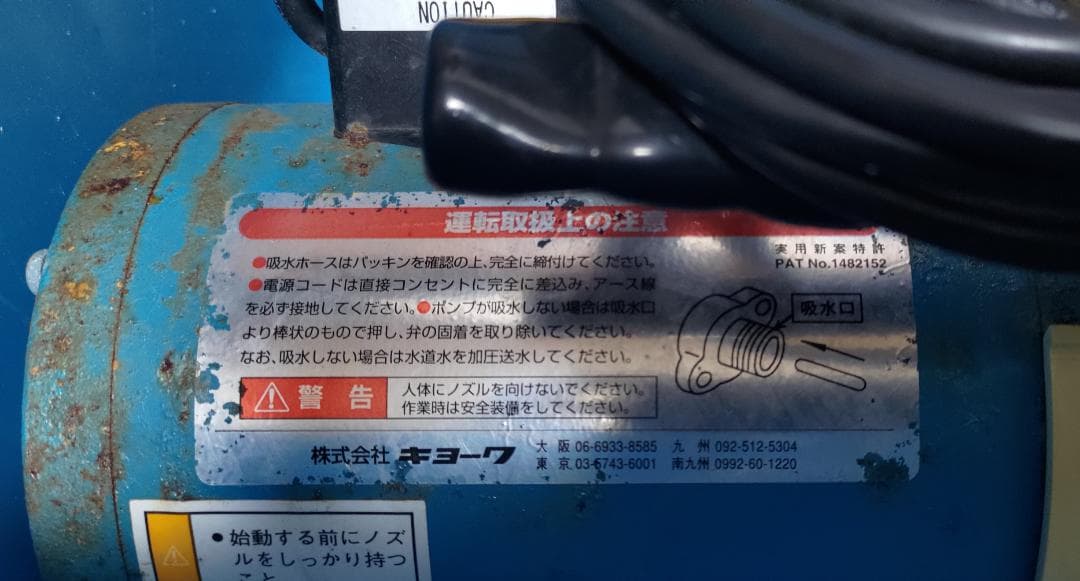 CAUTION
運転取扱上の注意
実用新案特許
PAT No.1482152
●吸水ホースはパッキンを確認の上、完全に締付けてください。
●電源コードは直接コンセントに完全に差込み、アース線
を必ず接地してください。●ポンプが吸水しない場合は吸水口
より棒状のもので押し、弁の固着を取り除いてください。
なお、吸水しない場合は水道水を加圧送水してください。
吸水口
警告
人体にノズルを向けないでください。
作業時は安全装備をしてください。
株式会社 キョーワ
大阪 06-6933-8585 九州 092-512-5304
東京 03-5743-6001 南九州 0992-60-1220
●始動する前にノズ
ルをしっかり持つ
こと